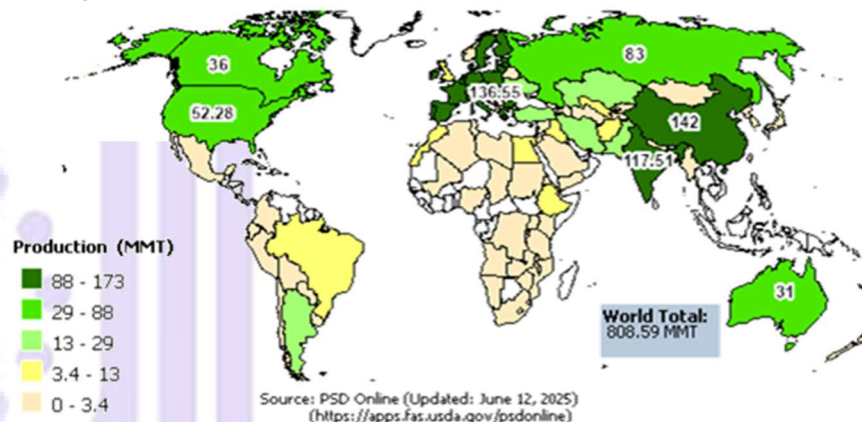 36
83
52.28
136.55
142
117.51
Production (MMT)
88 - 173
29 - 88
13 - 29
3.4 - 13
0 - 3.4
31
World Total:
808.59 MMT
Source: PSD Online (Updated: June 12, 2025)
(https://apps.fas.usda.gov/psdonline)